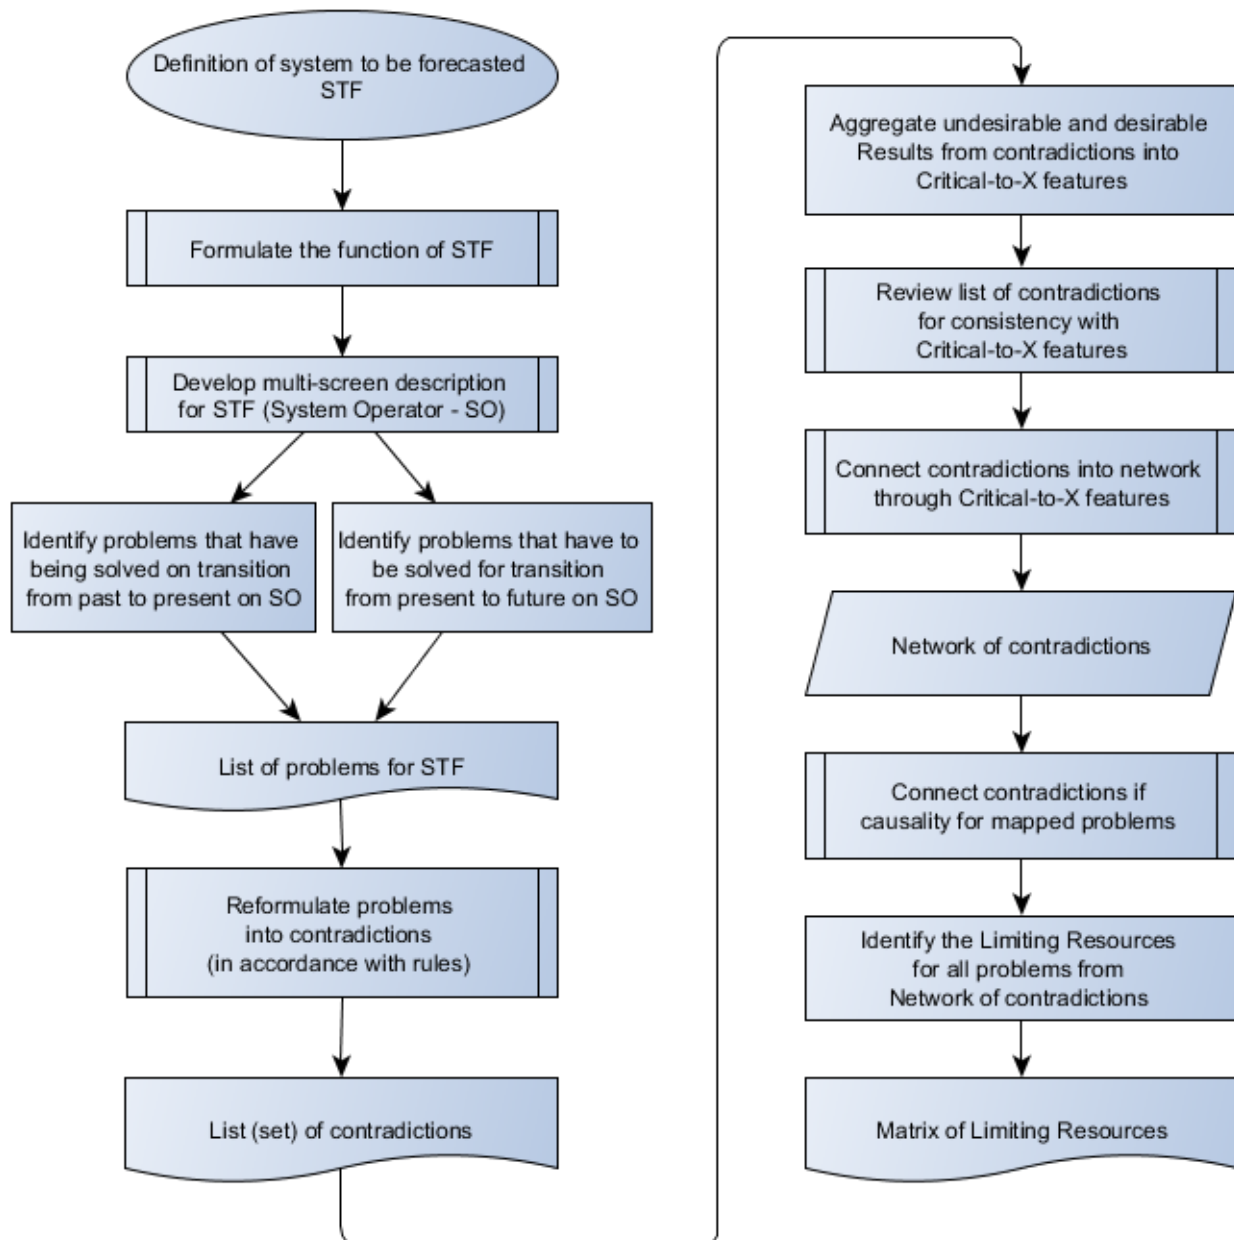 Definition of system to be forecasted
STF
Formulate the function of STF
Develop multi-screen description
for STF (System Operator - SO)
Identify problems that have
being solved on transition
from past to present on SO
Identify problems that have to
be solved for transition
from present to future on SO
List of problems for STF
Reformulate problems
into contradictions
(in accordance with rules)
List (set) of contradictions
Aggregate undesirable and desirable
Results from contradictions into
Critical-to-X features
Review list of contradictions
for consistency with
Critical-to-X features
Connect contradictions into network
through Critical-to-X features
Network of contradictions
Connect contradictions if
causality for mapped problems
Identify the Limiting Resources
for all problems from
Network of contradictions
Matrix of Limiting Resources